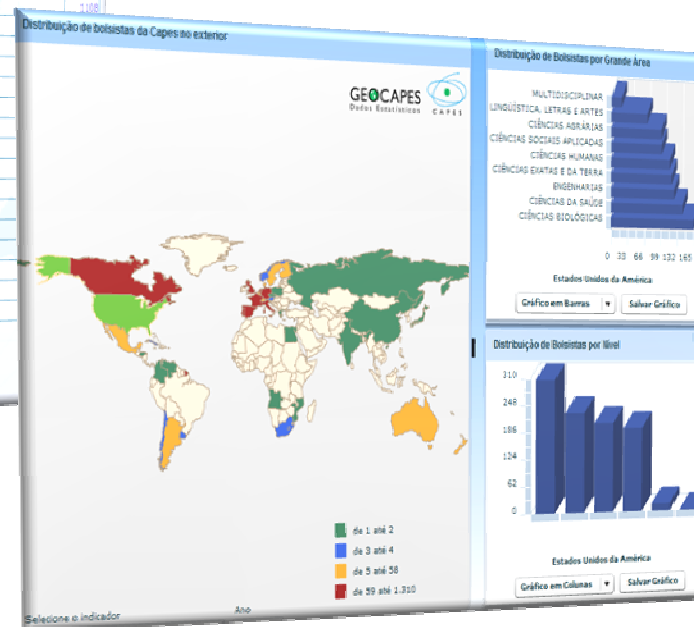 1108
Distribuição de bolsistas da Capes no exterior
GEOCAPES
Dados Estatísticos
CAPES
de 1 até 2
de 3 até 4
de 5 até 58
de 59 até 1.310
Selecione o indicador
Ano
Distribuição de Bolsistas por Grande Área
MULTIDISCIPLINAR
LINGÜÍSTICA, LETRAS E ARTES
CIÊNCIAS AGRÁRIAS
CIÊNCIAS SOCIAIS APLICADAS
CIÊNCIAS HUMANAS
CIÊNCIAS EXATAS E DA TERRA
ENGENHARIAS
CIÊNCIAS DA SAÚDE
CIÊNCIAS BIOLÓGICAS
0 33 66 99 132 165
Estados Unidos da América
Gráfico em Barras Salvar Gráfico
Distribuição de Bolsistas por Nível
310
248
186
124
62
0
Estados Unidos da América
Gráfico em Colunas Salvar Gráfico